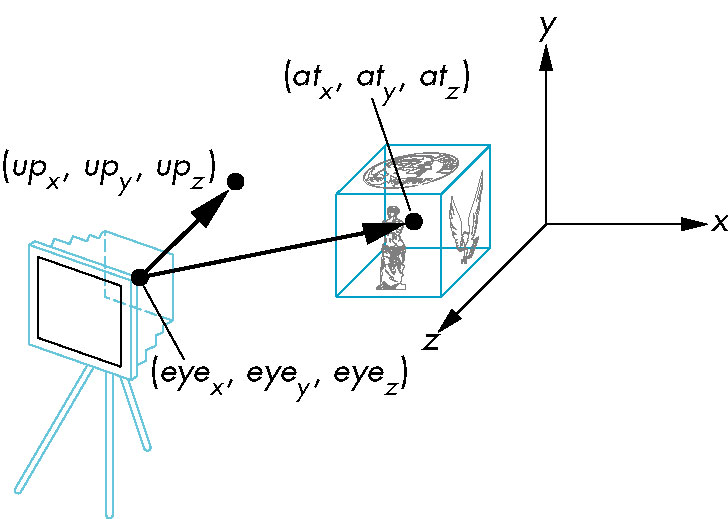 y
(at_x, at_y, at_z)
(up_x, up_y, up_z)
x
z
(eye_x, eye_y, eye_z)